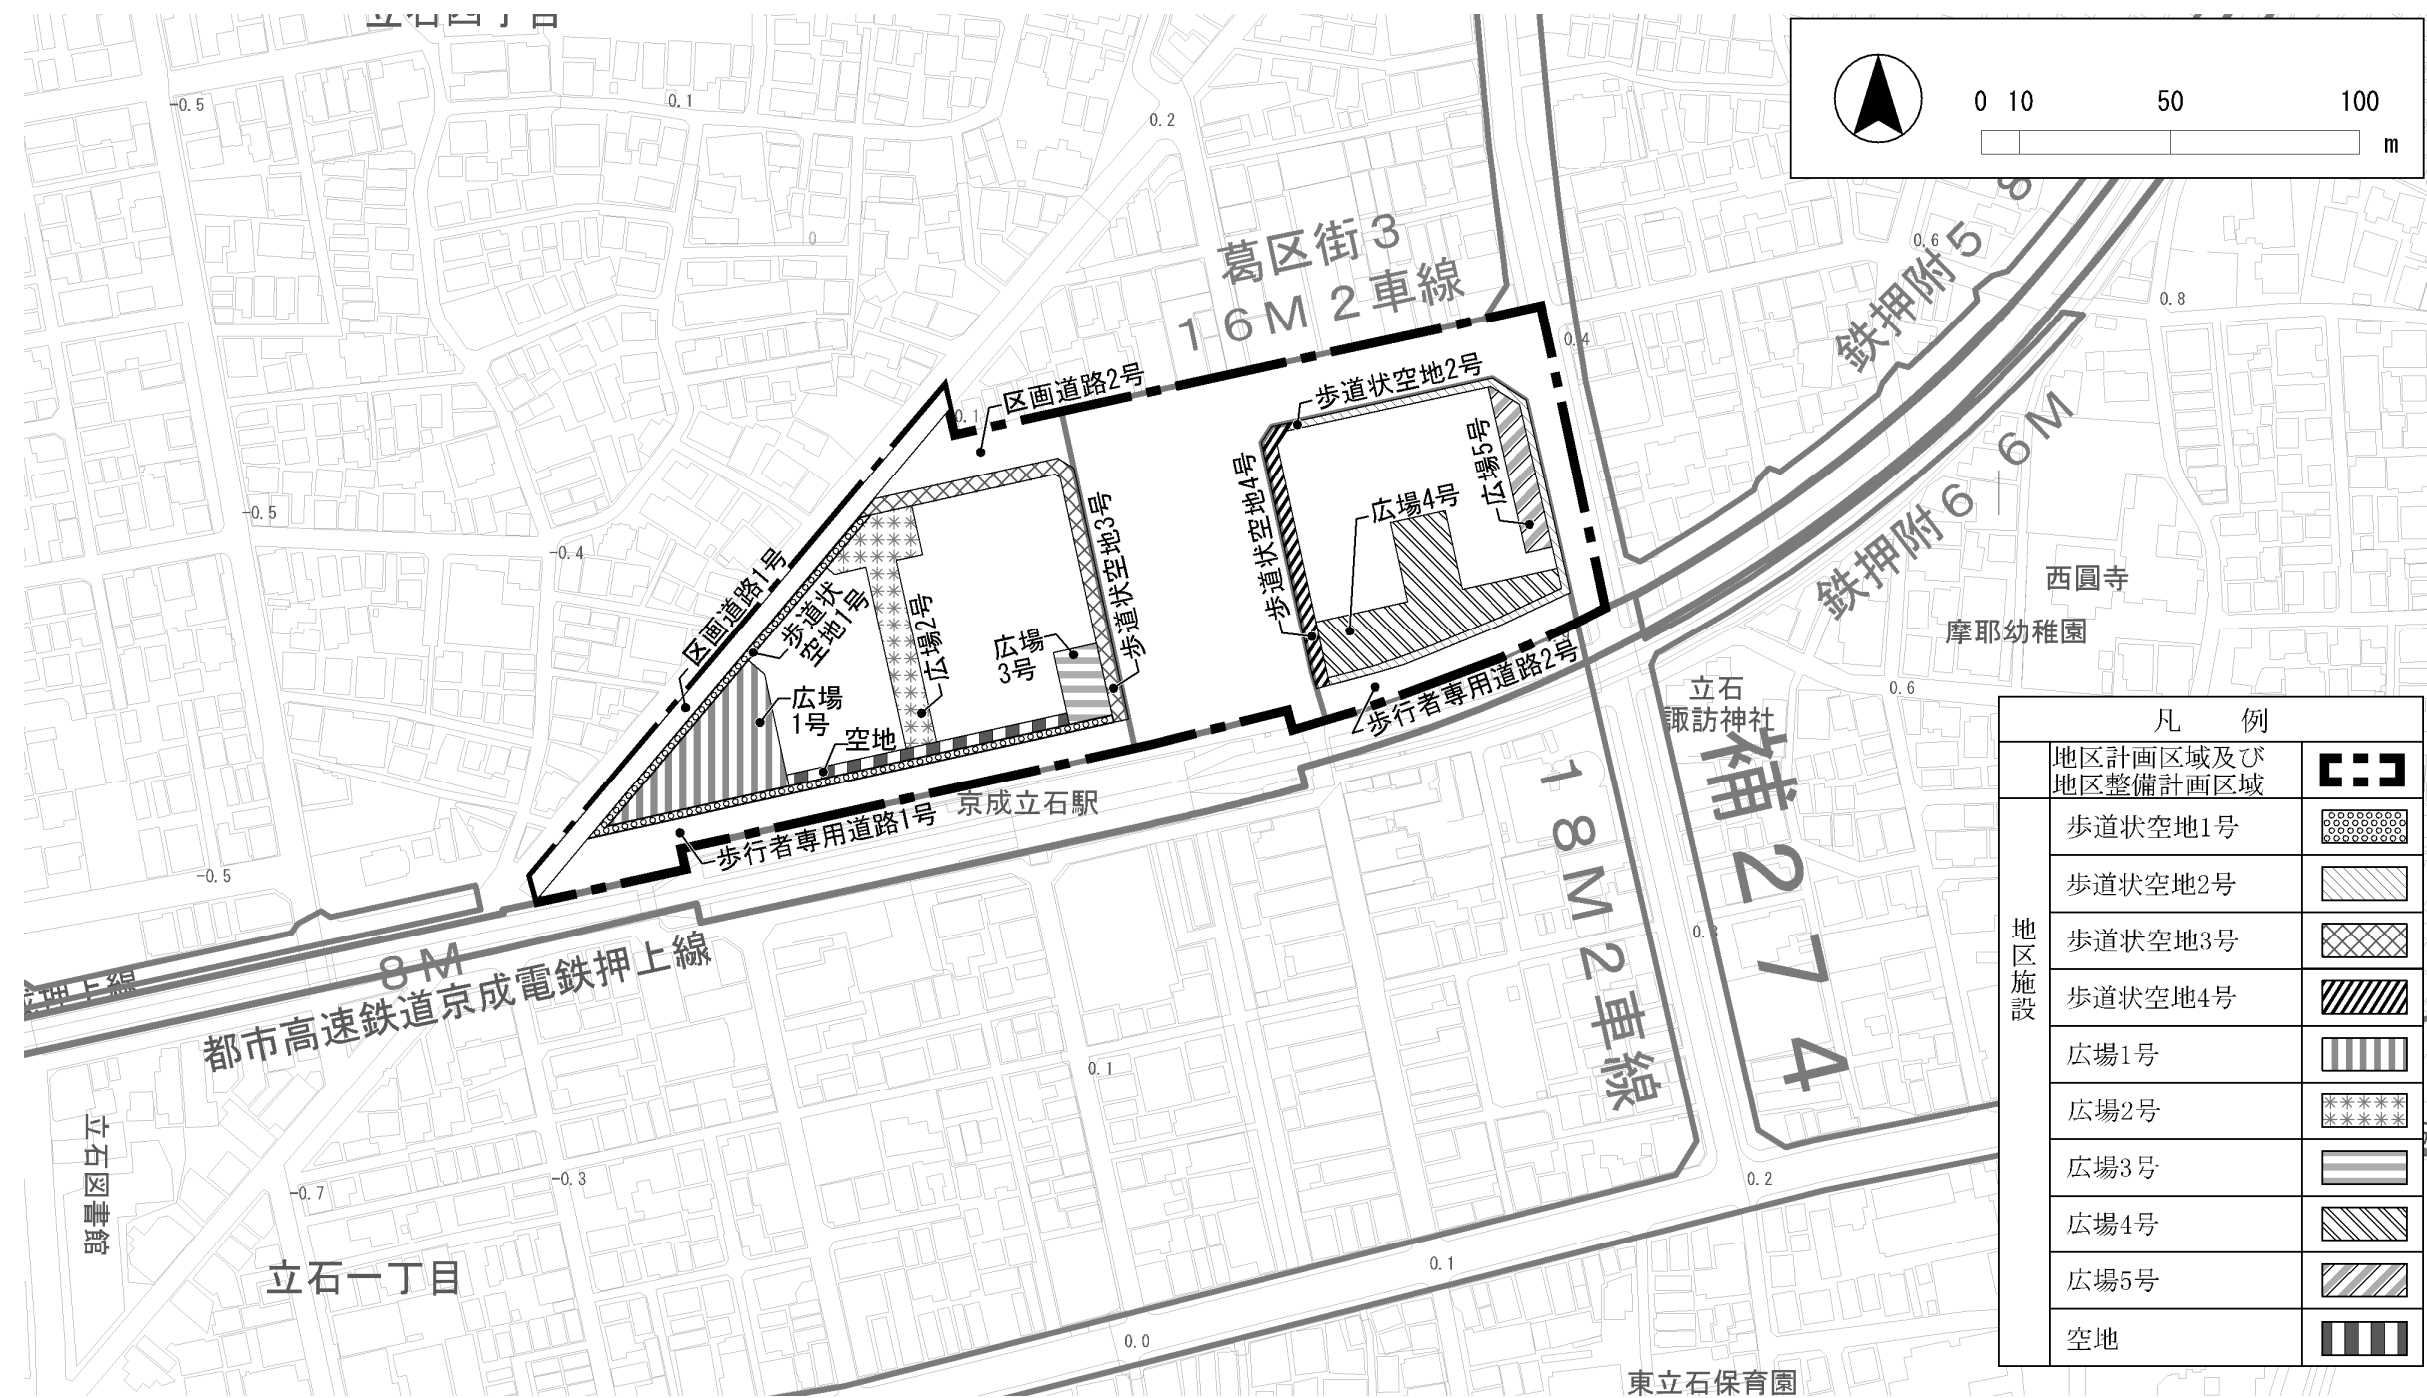 立石四丁目
-0.5
0.1
0.2
0
0 10 50 100
m
葛区街3
16M 2車線
鉄押附5
8
0.6
0.8
0.4
区画道路2号
0.1
歩道状空地2号
鉄押附6
6M
歩道状空地4号
広場4号
広場5号
歩道状空地3号
-0.5
-0.4
区画道路1号
歩道状
空地1号
広場2号
広場
3号
広場
1号
空地
歩行者専用道路2号
歩行者専用道路1号
京成立石駅
西圓寺
摩耶幼稚園
0.6
立石
諏訪神社
補274
18M2車線
-0.5
8M
都市高速鉄道京成電鉄押上線
押上線
立石図書館
立石一丁目
-0.7
-0.3
0.1
0.2
0.1
0.0
東立石保育園
凡 例
地区計画区域及び
地区整備計画区域
地区施設
歩道状空地1号
歩道状空地2号
歩道状空地3号
歩道状空地4号
広場1号
広場2号
広場3号
広場4号
広場5号
空地